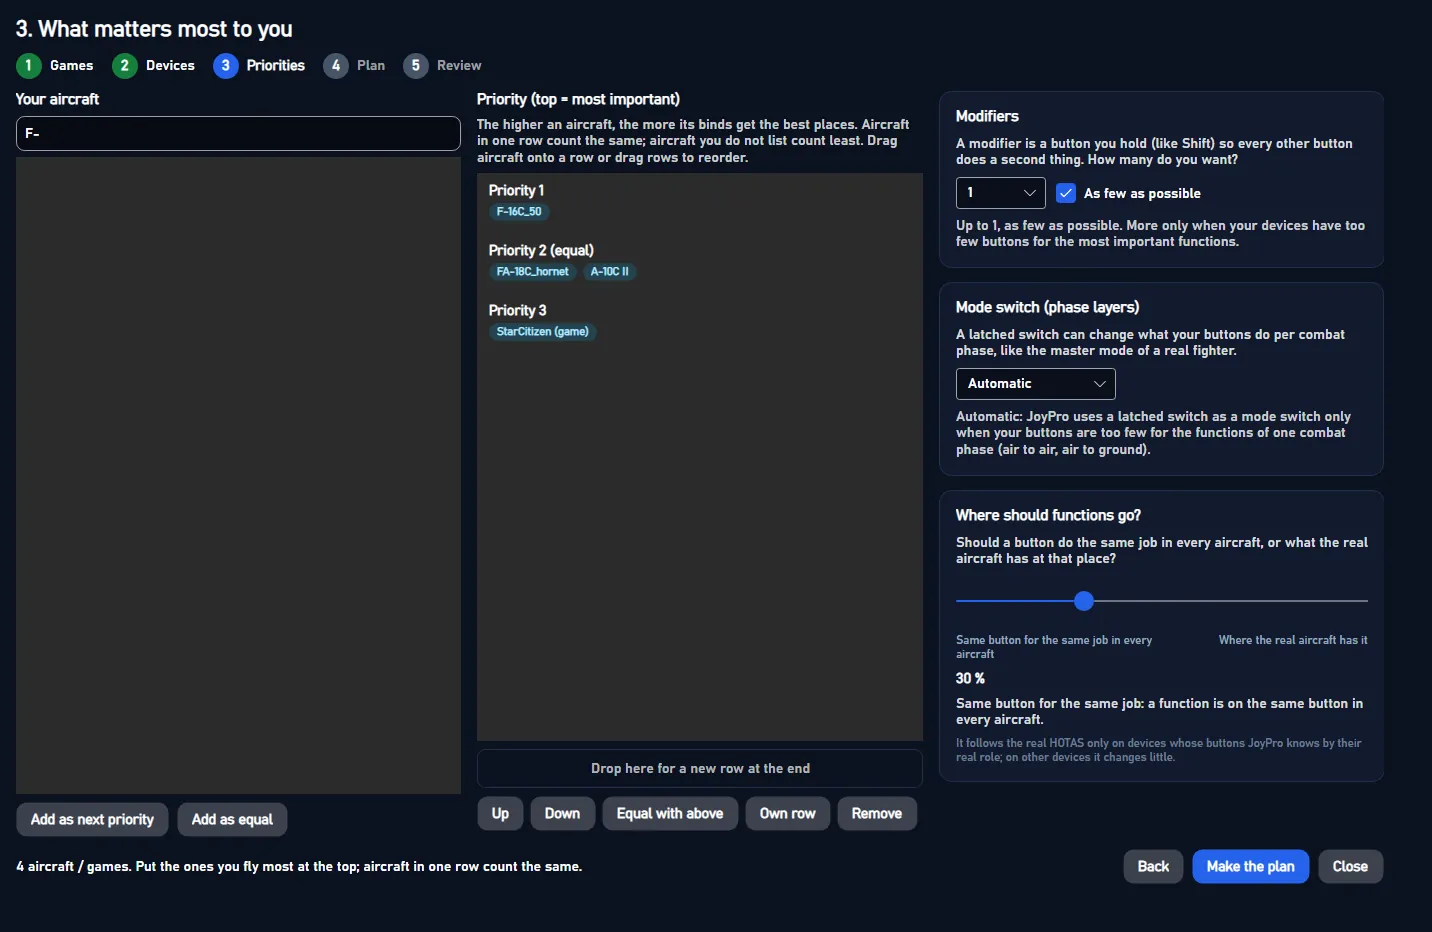 3. What matters most to you
1 Games 2 Devices 3 Priorities 4 Plan 5 Review
Your aircraft
F-
Add as next priority Add as equal
Priority (top = most important)
The higher an aircraft, the more its binds get the best places. Aircraft
in one row count the same; aircraft you do not list count least. Drag
aircraft onto a row or drag rows to reorder.
Priority 1
F-16C_50
Priority 2 (equal)
FA-18C_hornet A-10C II
Priority 3
StarCitizen (game)
Drop here for a new row at the end
Up Down Equal with above Own row Remove
Modifiers
A modifier is a button you hold (like Shift) so every other button
does a second thing. How many do you want?
1 As few as possible
Up to 1, as few as possible. More only when your devices have too
few buttons for the most important functions.
Mode switch (phase layers)
A latched switch can change what your buttons do per combat
phase, like the master mode of a real fighter.
Automatic
Automatic: JoyPro uses a latched switch as a mode switch only
when your buttons are too few for the functions of one combat
phase (air to air, air to ground).
Where should functions go?
Should a button do the same job in every aircraft, or what the real
aircraft has at that place?
Same button for the same job in every
aircraft
Where the real aircraft has it
30 %
Same button for the same job: a function is on the same button in
every aircraft.
It follows the real HOTAS only on devices whose buttons JoyPro knows by their
real role; on other devices it changes little.
4 aircraft / games. Put the ones you fly most at the top; aircraft in one row count the same.
Back Make the plan Close